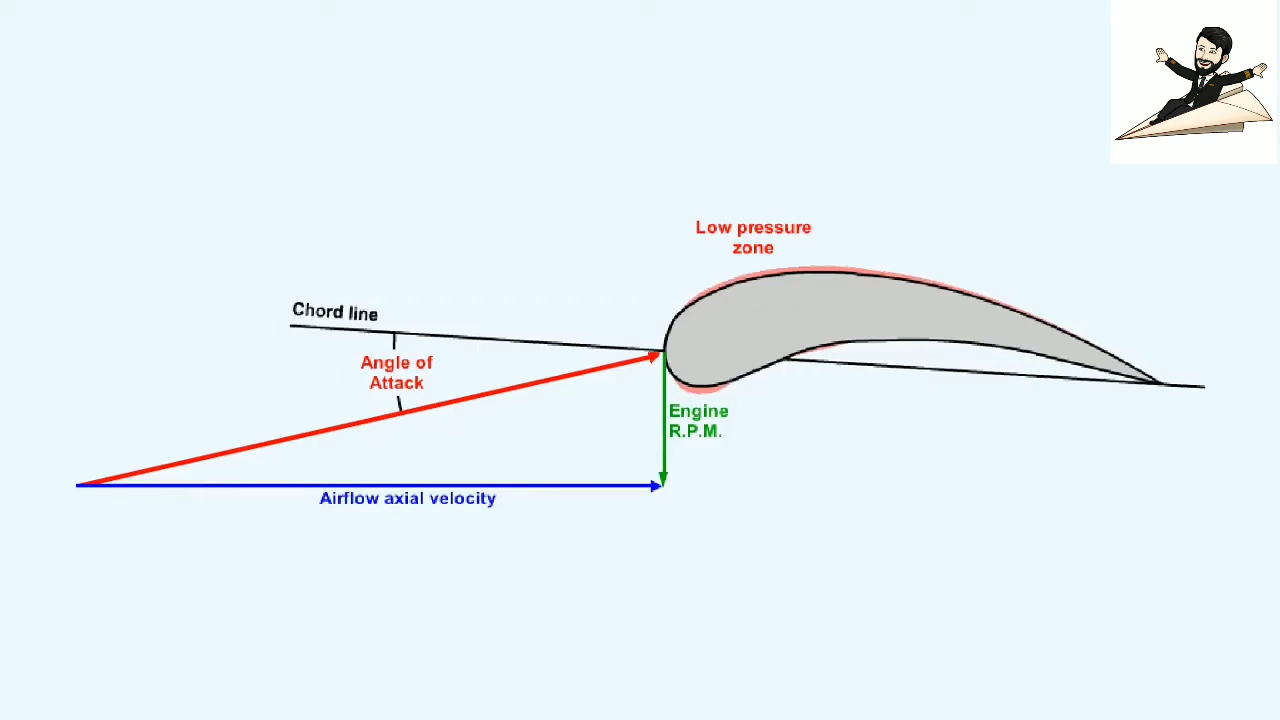 Low pressure
zone
Chord line
Angle of
Attack
Engine
R.P.M.
Airflow axial velocity